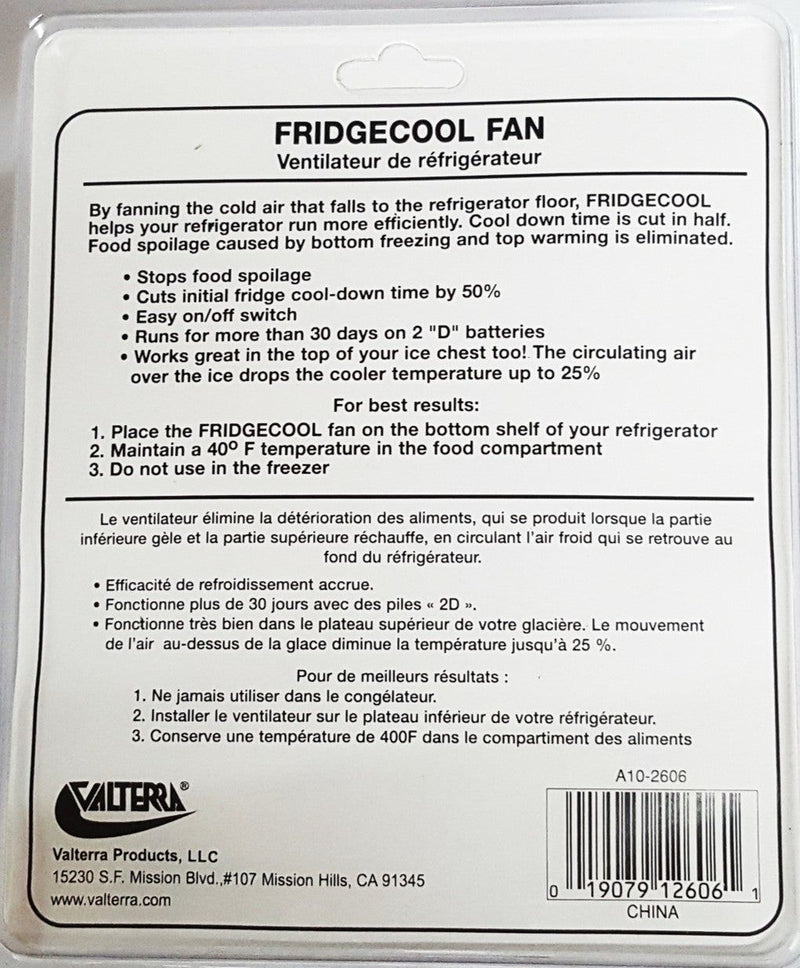 FRIDGECOOL FAN
Ventilateur de réfrigérateur
By fanning the cold air that falls to the refrigerator floor, FRIDGECOOL
helps your refrigerator run more efficiently. Cool down time is cut in half.
Food spoilage caused by bottom freezing and top warming is eliminated.
• Stops food spoilage
• Cuts initial fridge cool-down time by 50%
• Easy on/off switch
• Runs for more than 30 days on 2 "D" batteries
• Works great in the top of your ice chest too! The circulating air
over the ice drops the cooler temperature up to 25%
For best results:
1. Place the FRIDGECOOL fan on the bottom shelf of your refrigerator
2. Maintain a 40º F temperature in the food compartment
3. Do not use in the freezer
Le ventilateur élimine la détérioration des aliments, qui se produit lorsque la partie
inférieure gèle et la partie supérieure réchauffe, en circulant l'air froid qui se retrouve au
fond du réfrigérateur.
• Efficacité de refroidissement accrue.
• Fonctionne plus de 30 jours avec des piles « 2D ».
• Fonctionne très bien dans le plateau supérieur de votre glacière. Le mouvement
de l'air au-dessus de la glace diminue la température jusqu'à 25 %.
Pour de meilleurs résultats :
1. Ne jamais utiliser dans le congélateur.
2. Installer le ventilateur sur le plateau inférieur de votre réfrigérateur.
3. Conserve une température de 400F dans le compartiment des aliments
VALTERRA®
Valterra Products, LLC
15230 S.F. Mission Blvd.,#107 Mission Hills, CA 91345
www.valterra.com
A10-2606
0 19079 12606 1
CHINA